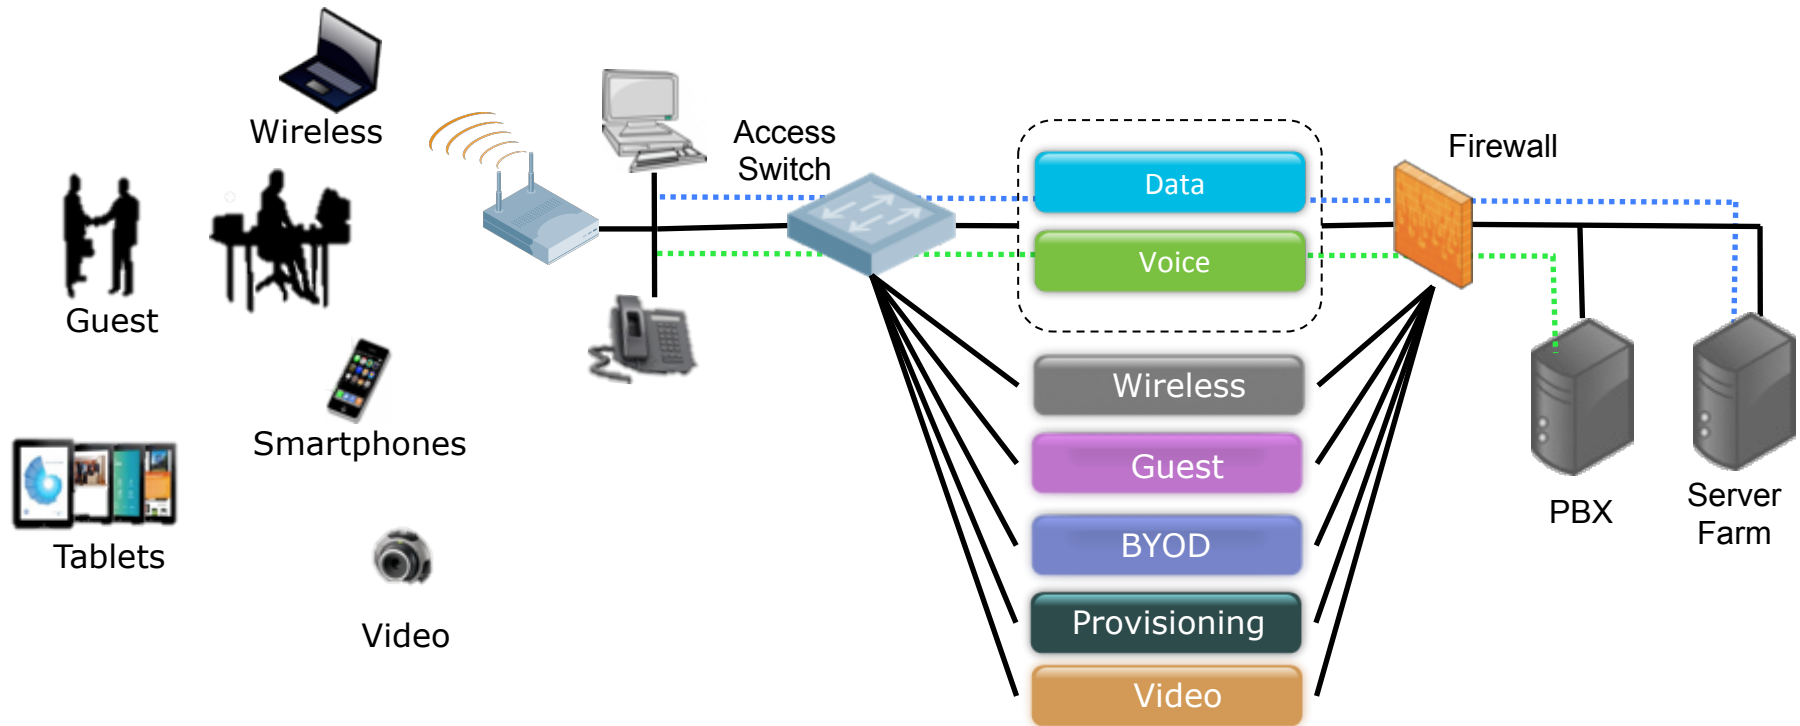 Wireless
Guest
Smartphones
Tablets
Video
Access
Switch
Data
Voice
Wireless
Guest
BYOD
Provisioning
Video
Firewall
PBX
Server
Farm